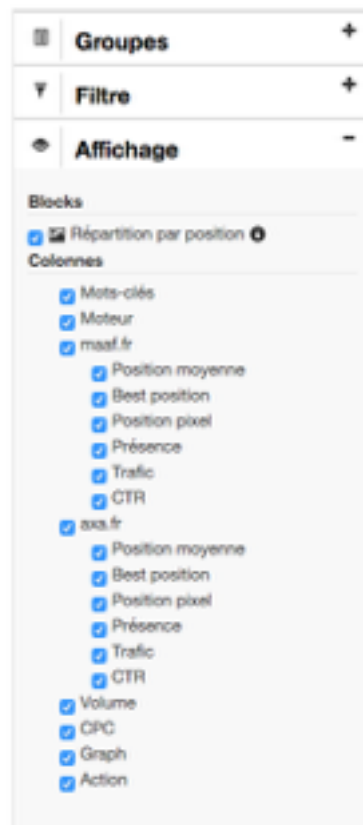 Groupes +
Filtre +
Affichage -
Blocks
Répartition par position
Colonnes
Mots-clés
Moteur
maaf.fr
Position moyenne
Best position
Position pixel
Présence
Trafic
CTR
axa.fr
Position moyenne
Best position
Position pixel
Présence
Trafic
CTR
Volume
CPC
Graph
Action